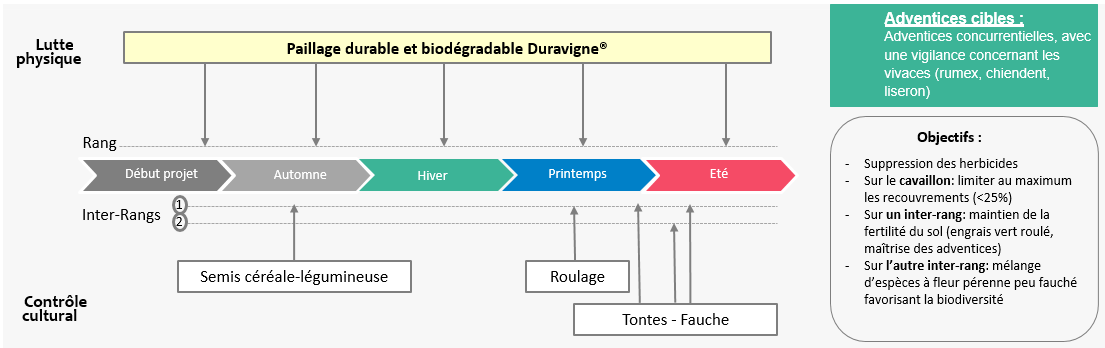 Lutte
physique
Paillage durable et biodégradable Duravigne®
Rang
Début projet
Automne
Hiver
Printemps
Eté
Inter-Rangs
1
2
Semis céréale-légumineuse
Roulage
Tontes - Fauche
Contrôle
cultural
Adventices cibles :
Adventices concurrentielles, avec
une vigilance concernant les
vivaces (rumex, chiendent,
liseron)
Objectifs :
- Suppression des herbicides
- Sur le cavaillon: limiter au maximum
les recouvrements (<25%)
- Sur un inter-rang: maintien de la
fertilité du sol (engrais vert roulé,
maîtrise des adventices)
- Sur l’autre inter-rang: mélange
d’espèces à fleur pérenne peu fauché
favorisant la biodiversité